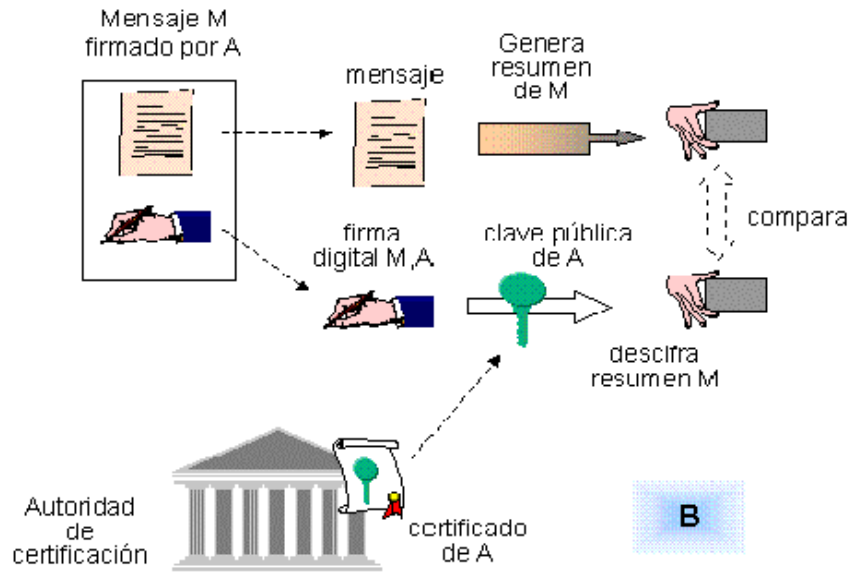 Mensaje M
firmado por A
mensaje
Genera
resumen
de M
compara
firma
digital M,A
clave pública
de A
descifra
resumen M
Autoridad
de
certificación
certificado
de A
B